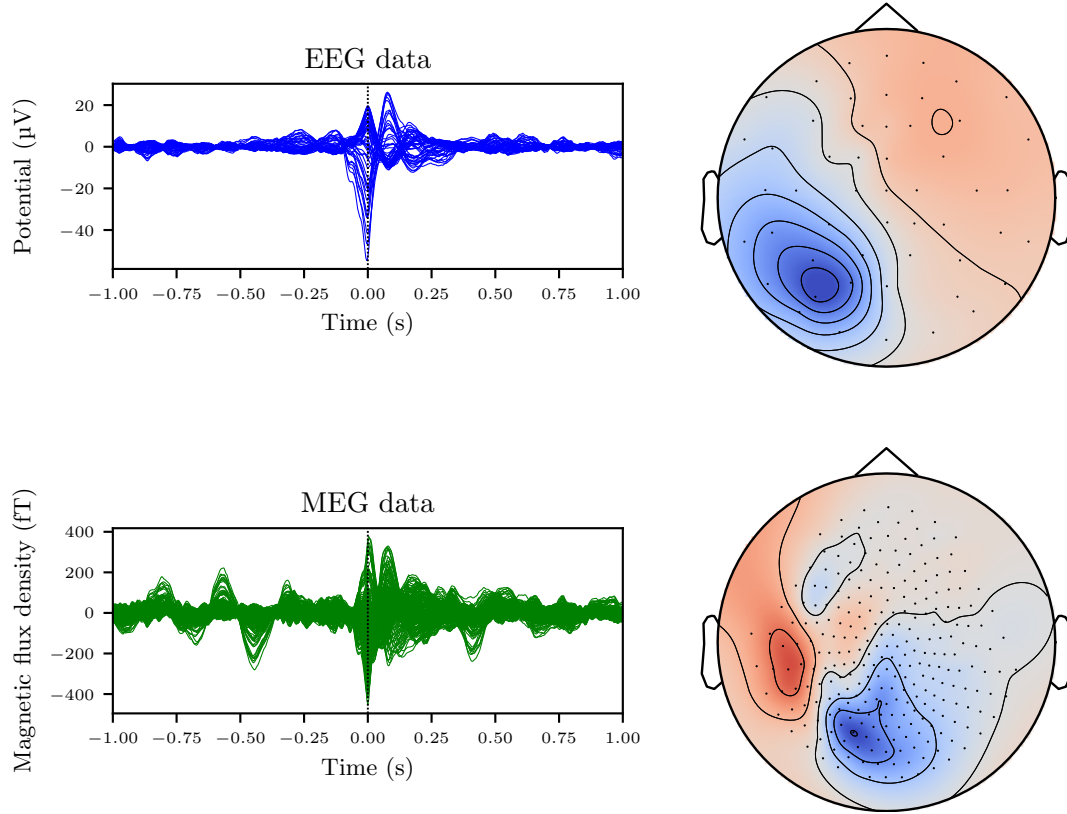 EEG data
Potential (µV)
20
0
−20
−40
−1.00 −0.75 −0.50 −0.25 0.00 0.25 0.50 0.75 1.00
Time (s)
MEG data
Magnetic flux density (fT)
400
200
0
−200
−400
−1.00 −0.75 −0.50 −0.25 0.00 0.25 0.50 0.75 1.00
Time (s)